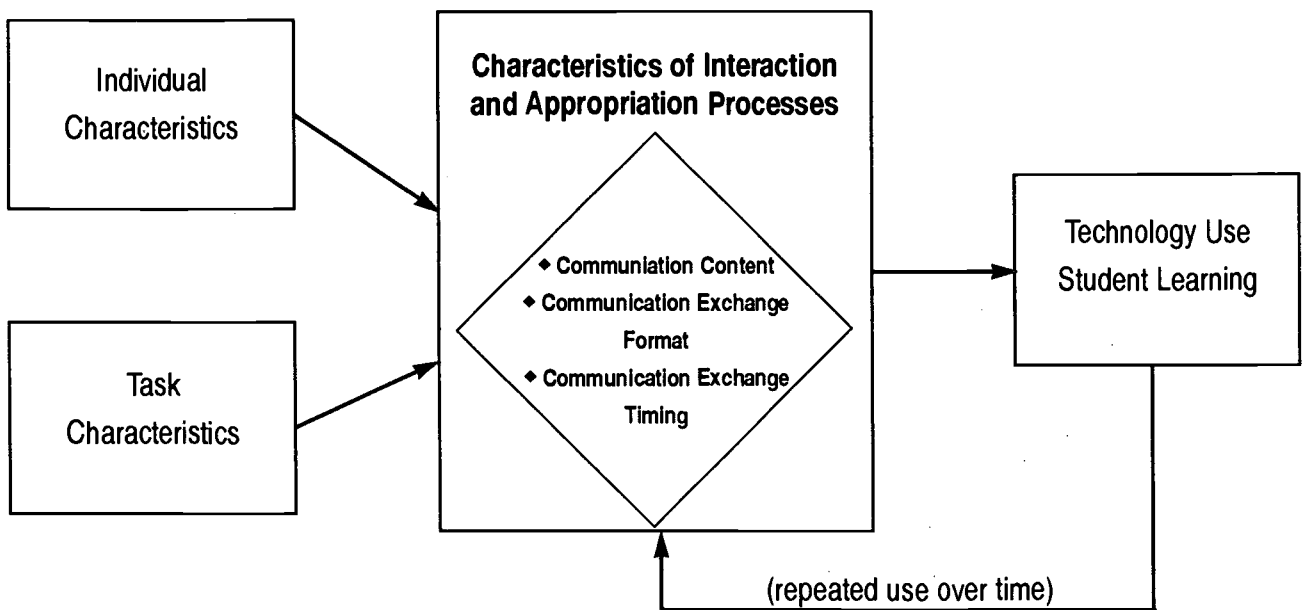 Individual
Characteristics
Task
Characteristics
Characteristics of Interaction
and Appropriation Processes
◆ Communiation Content
◆ Communication Exchange
Format
◆ Communication Exchange
Timing
Technology Use
Student Learning
(repeated use over time)